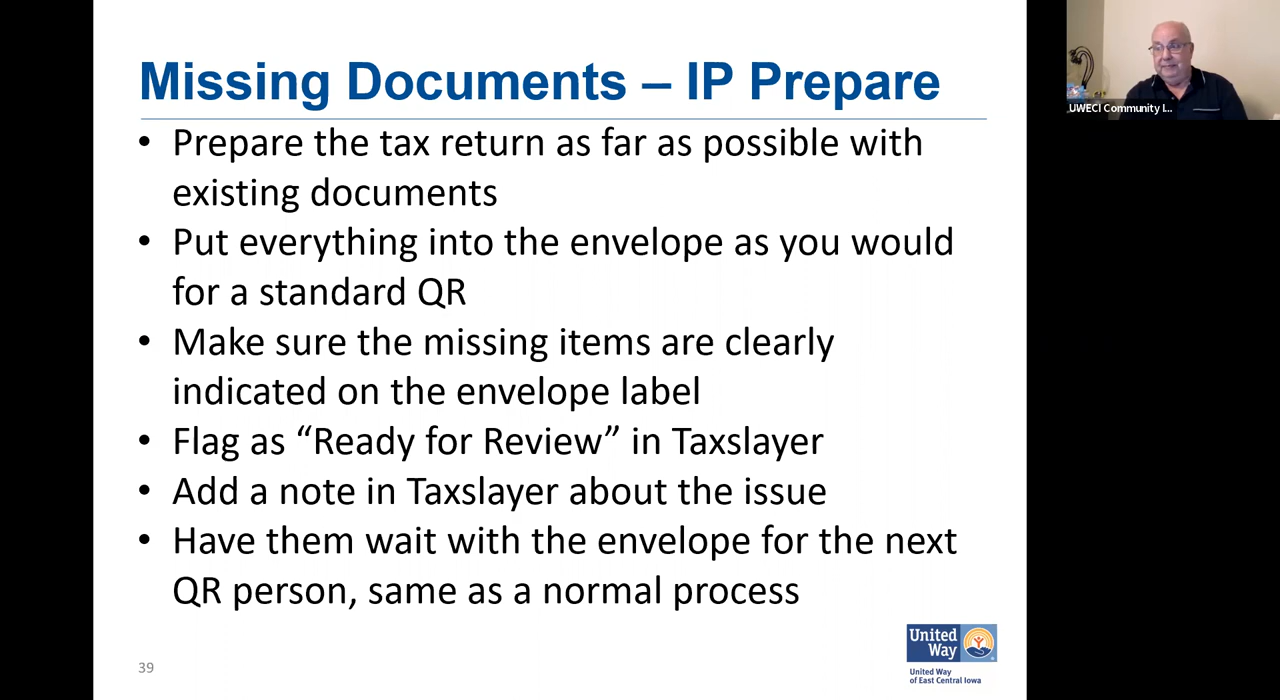 Missing Documents – IP Prepare
• Prepare the tax return as far as possible with
existing documents
• Put everything into the envelope as you would
for a standard QR
• Make sure the missing items are clearly
indicated on the envelope label
• Flag as “Ready for Review” in Taxslayer
• Add a note in Taxslayer about the issue
• Have them wait with the envelope for the next
QR person, same as a normal process
39
United
Way
United Way
of East Central Iowa
UWECI Community I...